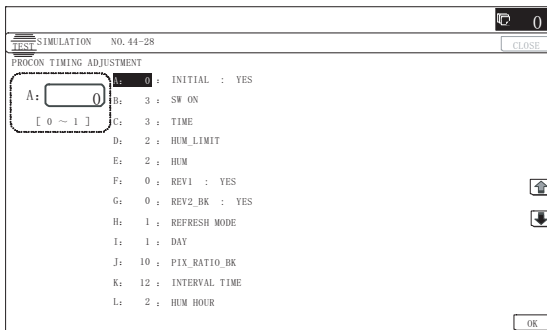 0
TEST SIMULATION NO.44-28
CLOSE
PROCON TIMING ADJUSTMENT
A: 0
[ 0 ~ 1 ]
A: 0 : INITIAL : YES
B: 3 : SW ON
C: 3 : TIME
D: 2 : HUM_LIMIT
E: 2 : HUM
F: 0 : REV1 : YES
G: 0 : REV2_BK : YES
H: 1 : REFRESH MODE
I: 1 : DAY
J: 10 : PIX_RATIO_BK
K: 12 : INTERVAL TIME
L: 2 : HUM HOUR
OK